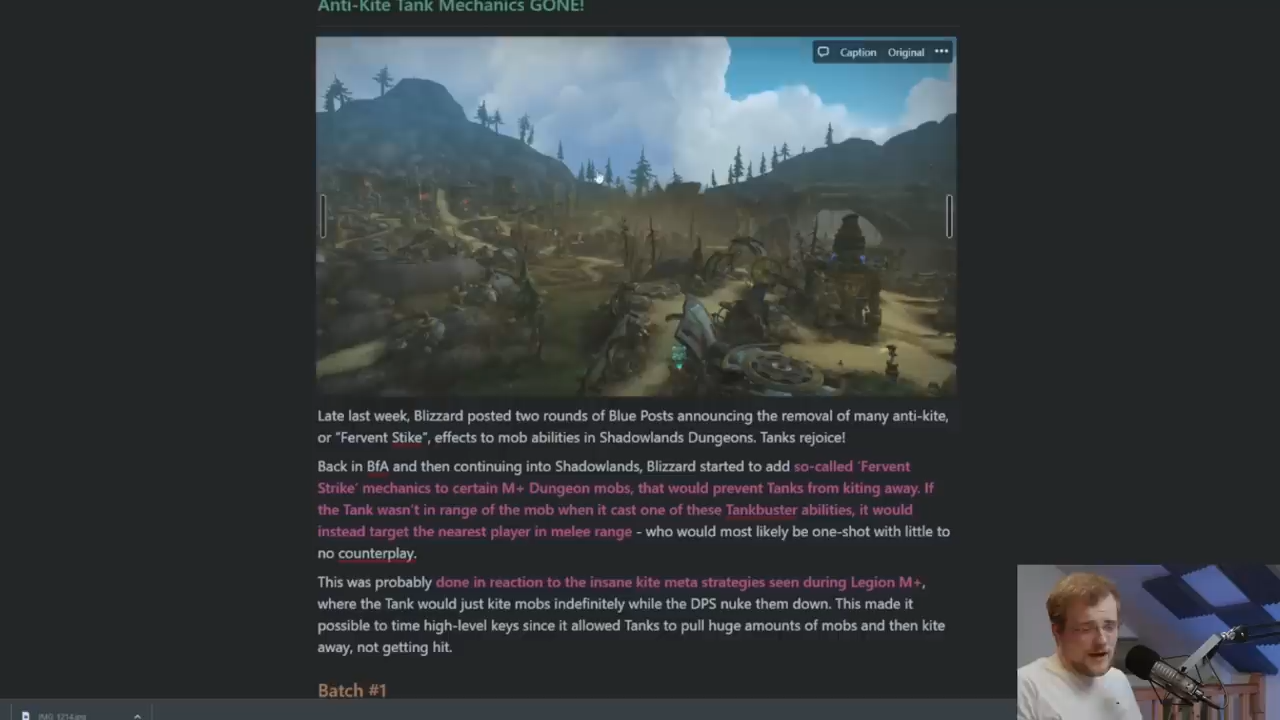 Anti-Kite Tank Mechanics GONE!
Caption Original
Late last week, Blizzard posted two rounds of Blue Posts announcing the removal of many anti-kite,
or "Fervent Stike", effects to mob abilities in Shadowlands Dungeons. Tanks rejoice!
Back in BfA and then continuing into Shadowlands, Blizzard started to add so-called 'Fervent
Strike' mechanics to certain M+ Dungeon mobs, that would prevent Tanks from kiting away. If
the Tank wasn't in range of the mob when it cast one of these Tankbuster abilities, it would
instead target the nearest player in melee range - who would most likely be one-shot with little to
no counterplay.
This was probably done in reaction to the insane kite meta strategies seen during Legion M+,
where the Tank would just kite mobs indefinitely while the DPS nuke them down. This made it
possible to time high-level keys since it allowed Tanks to pull huge amounts of mobs and then kite
away, not getting hit.
Batch #1